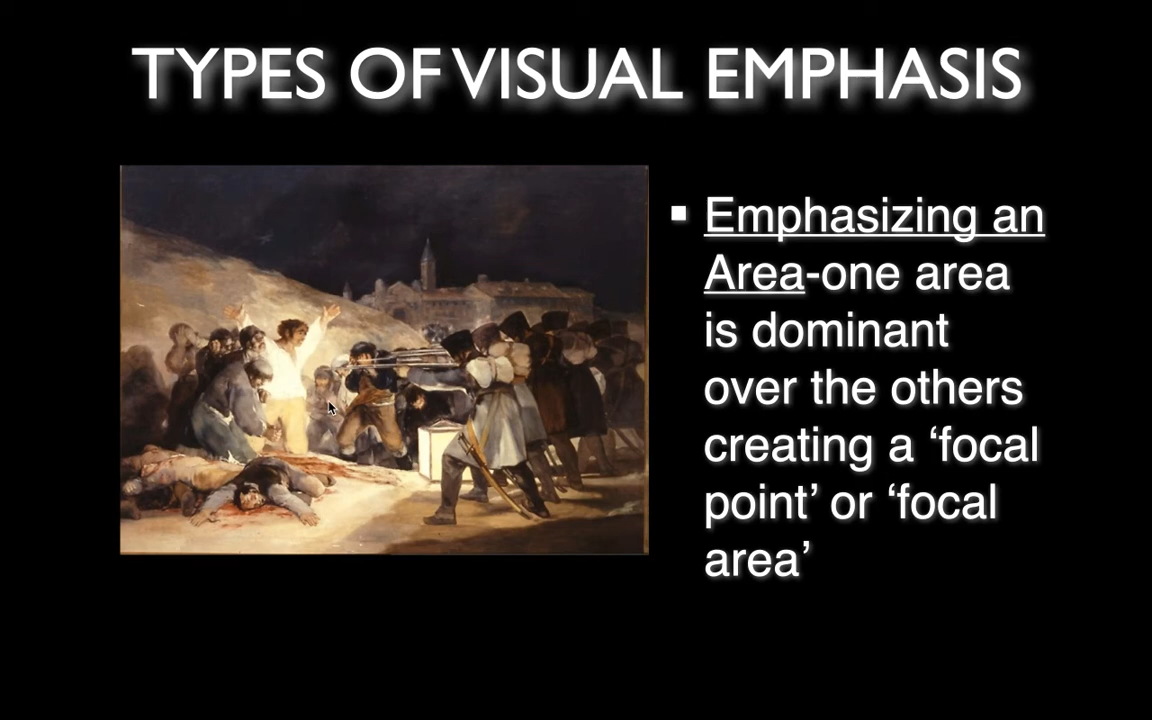 TYPES OF VISUAL EMPHASIS
▪ Emphasizing an
Area-one area
is dominant
over the others
creating a ‘focal
point’ or ‘focal
area’